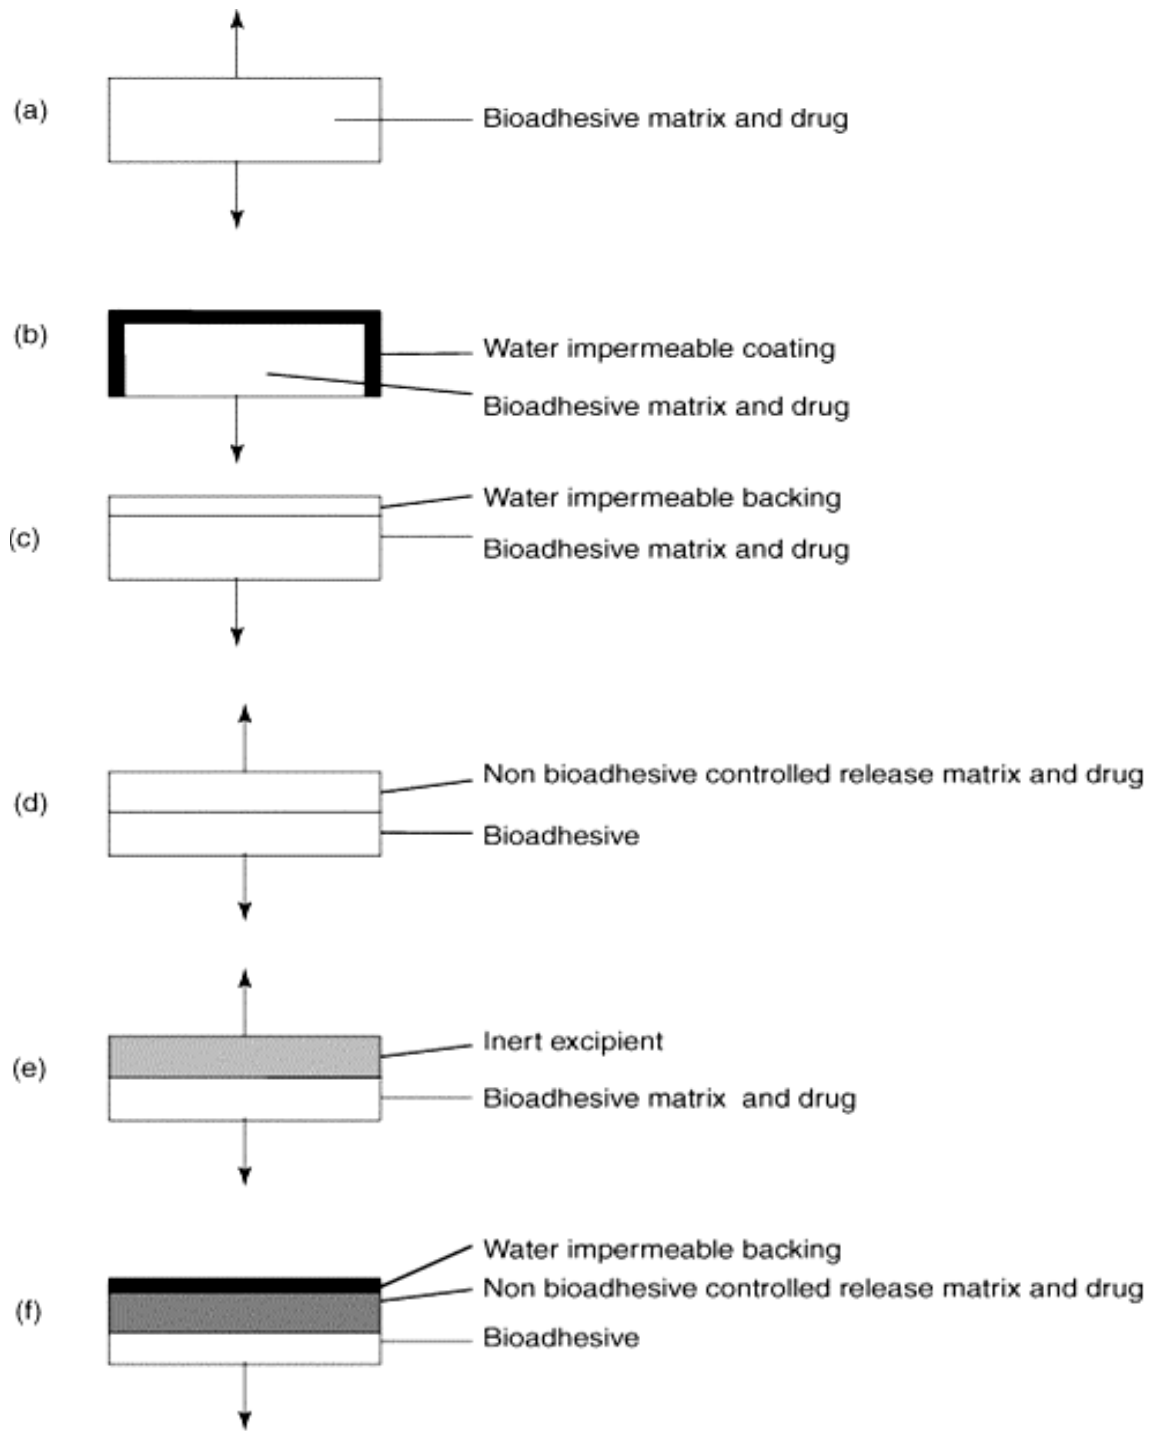 (a)
Bioadhesive matrix and drug
(b)
Water impermeable coating
Bioadhesive matrix and drug
Water impermeable backing
(c)
Bioadhesive matrix and drug
Non bioadhesive controlled release matrix and drug
(d)
Bioadhesive
Inert excipient
(e)
Bioadhesive matrix and drug
Water impermeable backing
Non bioadhesive controlled release matrix and drug
(f)
Bioadhesive